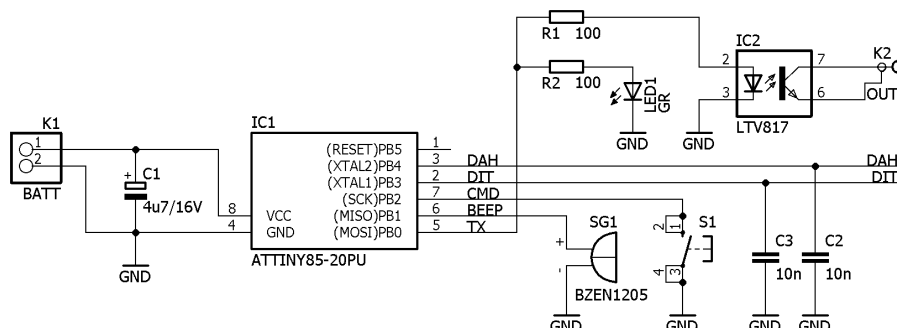 R1 100
IC2
2 7 K2
R2 100
LED1
GR
3 6
OUT
LTV817
GND GND
K1
1
2
BATT
IC1
(RESET)PB5 1
(XTAL2)PB4 3 DAH DAH
(XTAL1)PB3 2 DIT DIT
(SCK)PB2 7 CMD
8 VCC (MISO)PB1 6 BEEP
4 GND (MOSI)PB0 5 TX
ATTINY85-20PU
+ C1
4u7/16V
GND
SG1
+
-
BZEN1205
GND
S1
2 1
4 3
GND
C3
10n
GND
C2
10n
GND